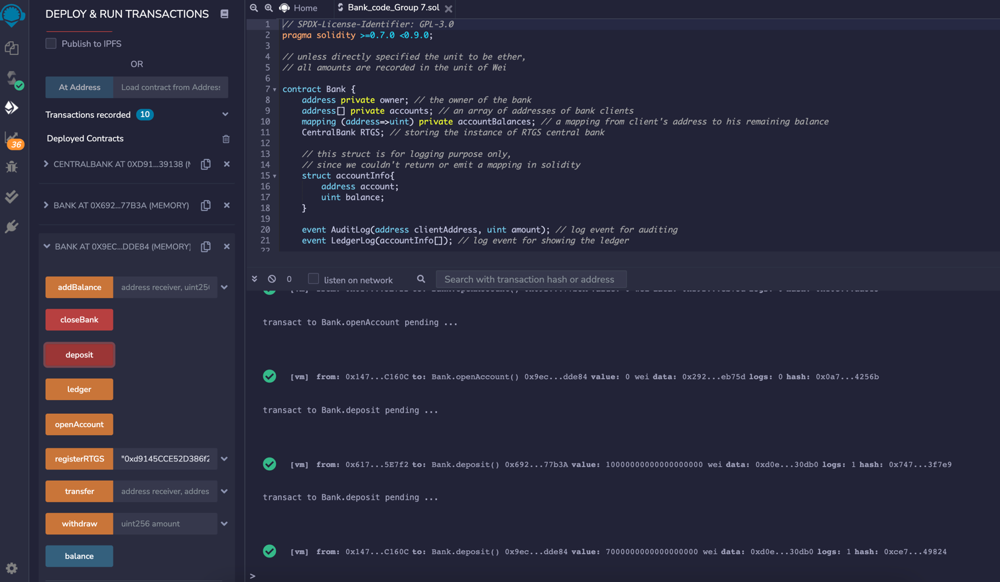 DEPLOY & RUN TRANSACTIONS
Publish to IPFS
OR
At Address Load contract from Address
Transactions recorded 10
Deployed Contracts
CENTRALBANK AT 0XD91...39138 (M
BANK AT 0X692...77B3A (MEMORY)
BANK AT 0X9EC...DDE84 (MEMORY)
addBalance address receiver, uint256
closeBank
deposit
ledger
openAccount
registerRTGS "0xd9145CCE52D386f2
transfer address receiver, addres
withdraw uint256 amount
balance
36
Home Bank_code_Group 7.sol
1 // SPDX-License-Identifier: GPL-3.0
2 pragma solidity >=0.7.0 <0.9.0;
3
4 // unless directly specified the unit to be ether,
5 // all amounts are recorded in the unit of Wei
6
7 contract Bank {
8 address private owner; // the owner of the bank
9 address[] private accounts; // an array of addresses of bank clients
10 mapping (address=>uint) private accountBalances; // a mapping from client's address to his remaining balance
11 CentralBank RTGS; // storing the instance of RTGS central bank
12
13 // this struct is for logging purpose only,
14 // since we couldn't return or emit a mapping in solidity
15 struct accountInfo{
16 address account;
17 uint balance;
18 }
19
20 event AuditLog(address clientAddress, uint amount); // log event for auditing
21 event LedgerLog(accountInfo[]); // log event for showing the ledger
22
0 listen on network Search with transaction hash or address
transact to Bank.openAccount pending ...
[vm] from: 0x147...C160C to: Bank.openAccount() 0x9ec...dde84 value: 0 wei data: 0x292...eb75d logs: 0 hash: 0x0a7...4256b
transact to Bank.deposit pending ...
[vm] from: 0x617...5E7f2 to: Bank.deposit() 0x692...77b3A value: 10000000000000000000 wei data: 0xd0e...30db0 logs: 1 hash: 0x747...3f7e9
transact to Bank.deposit pending ...
[vm] from: 0x147...C160C to: Bank.deposit() 0x9ec...dde84 value: 7000000000000000000 wei data: 0xd0e...30db0 logs: 1 hash: 0xce7...49824
>